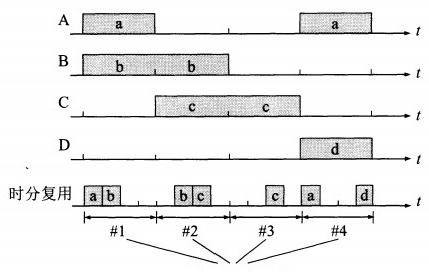 A a a t
B b b t
C c c t
D d t
时分复用 a b b c c a d t
#1 #2 #3 #4